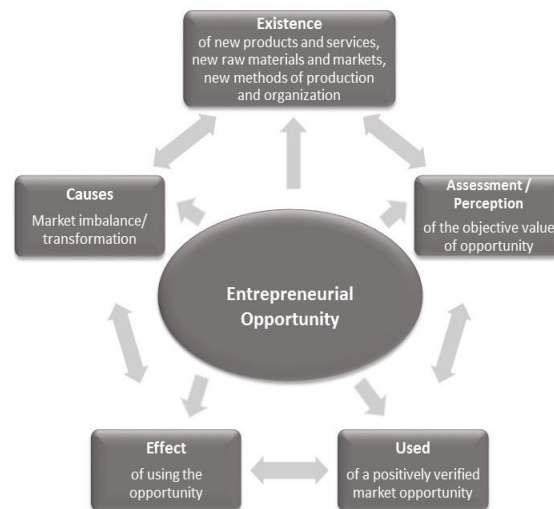 Existence
of new products and services,
new raw materials and markets,
new methods of production
and organization
Causes
Market imbalance/
transformation
Assessment /
Perception
of the objective value
of opportunity
Entrepreneurial
Opportunity
Effect
of using the
opportunity
Used
of a positively verified
market opportunity